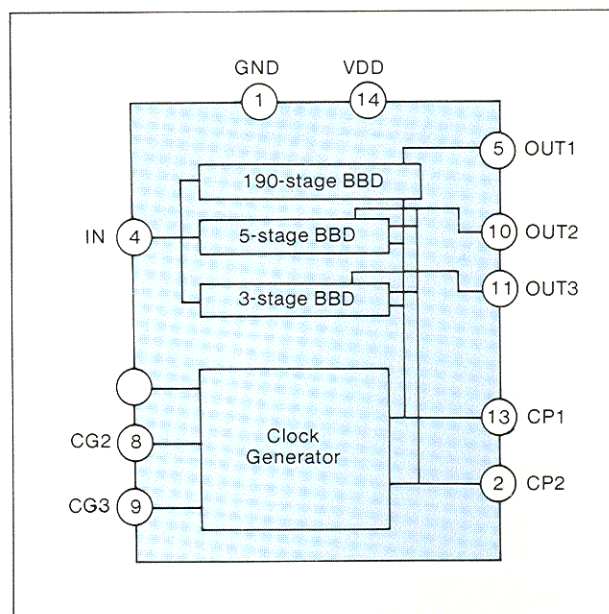 GND
VDD
1
14
5 OUT1
190-stage BBD
IN 4
5-stage BBD
10 OUT2
3-stage BBD
11 OUT3
Clock
Generator
13 CP1
CG2 8
2 CP2
CG3 9